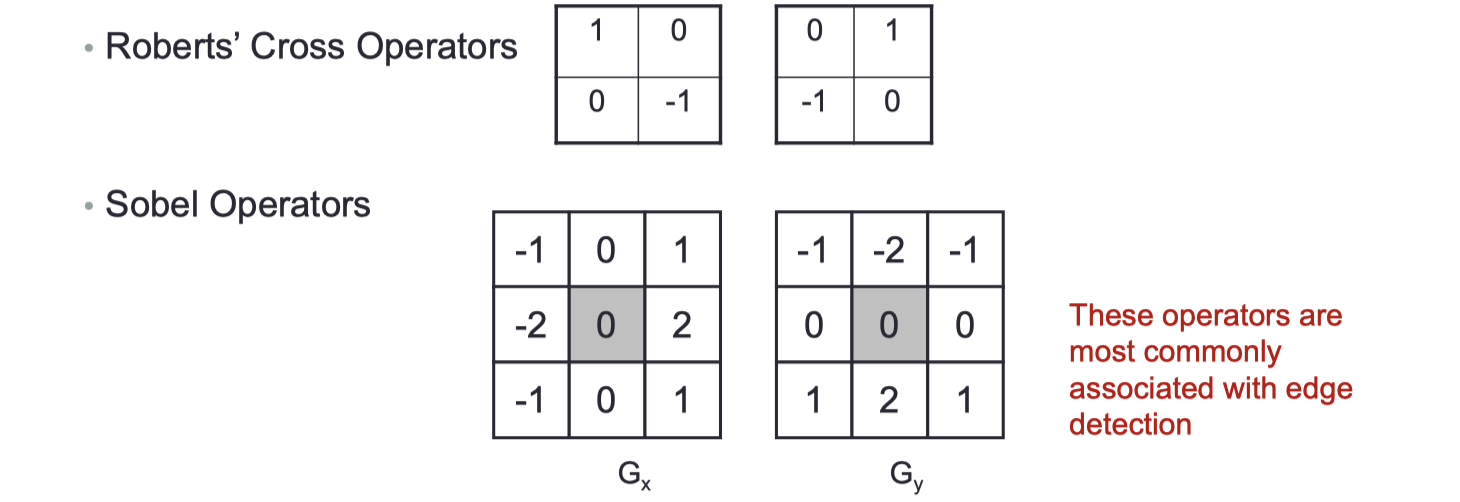 • Roberts’ Cross Operators
1 0 0 1
0 -1 -1 0
• Sobel Operators
-1 0 1 -1 -2 -1
-2 0 2 0 0 0
-1 0 1 1 2 1
Gx Gy
These operators are
most commonly
associated with edge
detection